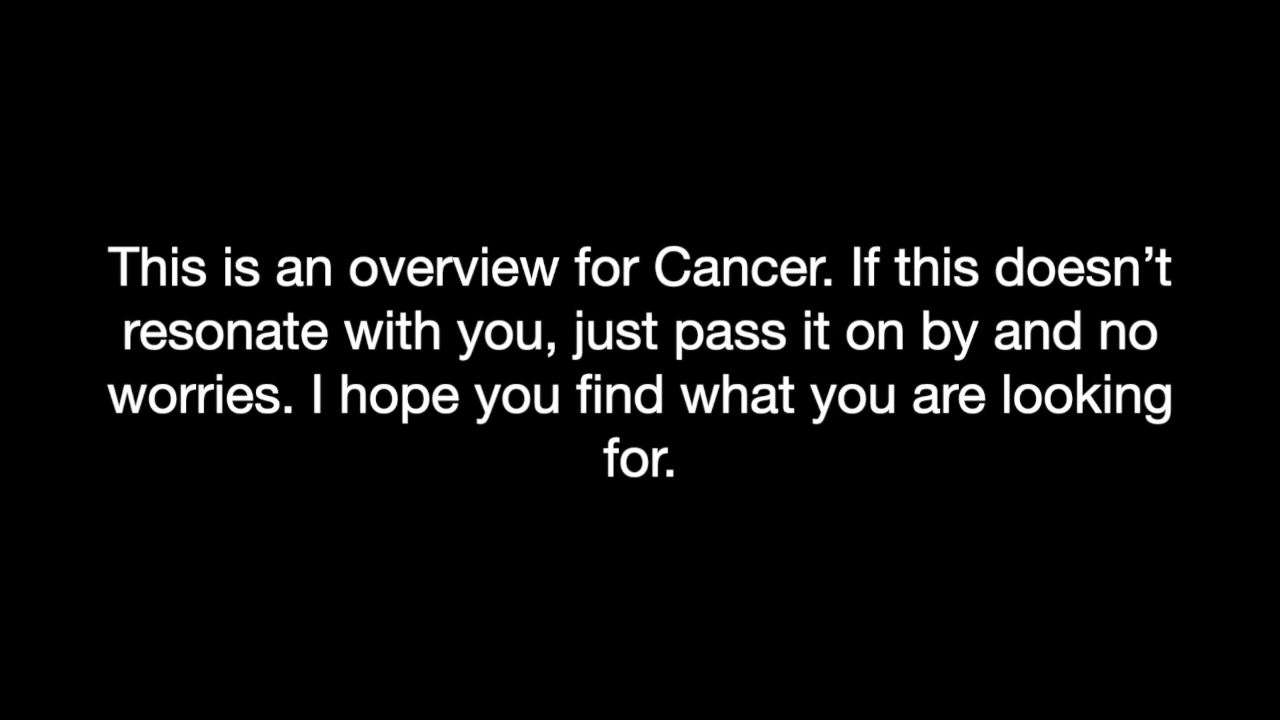 This is an overview for Cancer. If this doesn’t
resonate with you, just pass it on by and no
worries. I hope you find what you are looking
for.